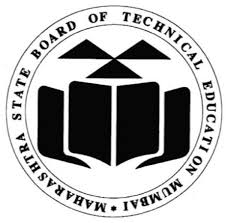 MAHARASHTRA STATE BOARD OF TECHNICAL EDUCATION MUMBAI *